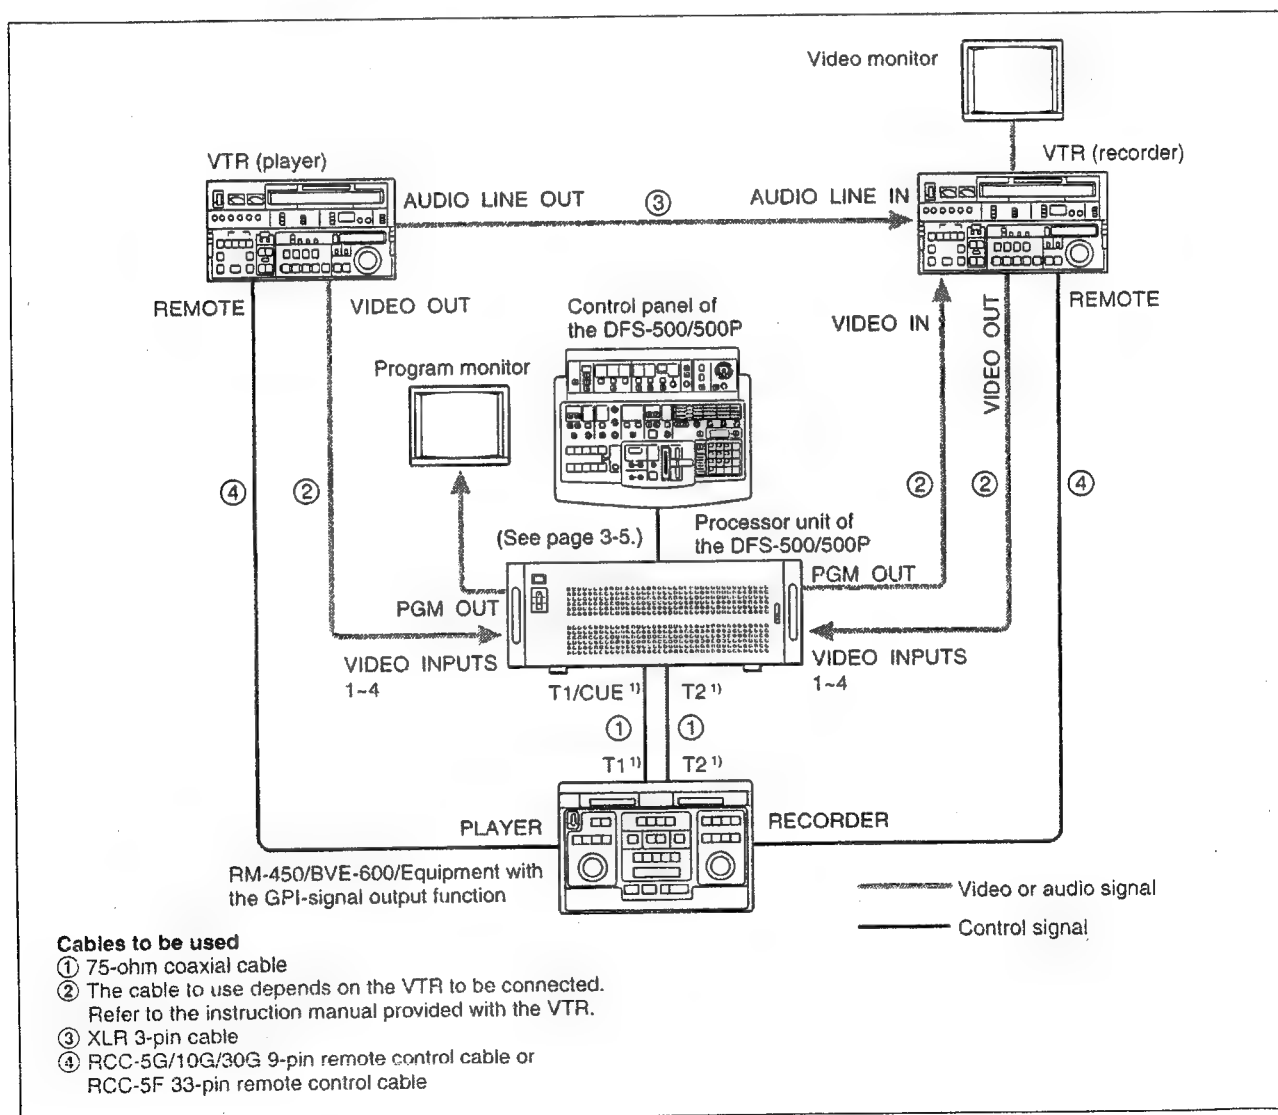 Video monitor
VTR (player)
VTR (recorder)
AUDIO LINE OUT
③
AUDIO LINE IN
REMOTE
VIDEO OUT
Control panel of
the DFS-500/500P
VIDEO IN
VIDEO OUT
REMOTE
Program monitor
④
②
②
②
④
(See page 3-5.)
Processor unit of
the DFS-500/500P
PGM OUT
PGM OUT
VIDEO INPUTS
1~4
VIDEO INPUTS
1~4
T1/CUE 1)
T2 1)
①
①
T1 1)
T2 1)
PLAYER
RECORDER
RM-450/BVE-600/Equipment with
the GPI-signal output function
Video or audio signal
Control signal
Cables to be used
① 75-ohm coaxial cable
② The cable to use depends on the VTR to be connected.
Refer to the instruction manual provided with the VTR.
③ XLR 3-pin cable
④ RCC-5G/10G/30G 9-pin remote control cable or
RCC-5F 33-pin remote control cable